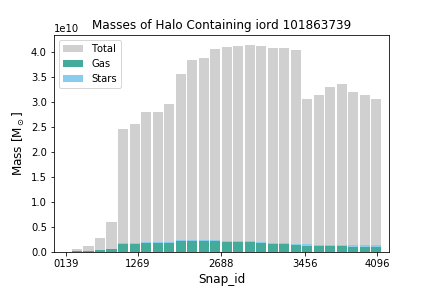 Masses of Halo Containing iord 101863739
1e10
Total
Gas
Stars
4.0
3.5
3.0
2.5
2.0
1.5
1.0
0.5
0.0
Mass [M_⊙]
0139 1269 2688 3456 4096
Snap_id